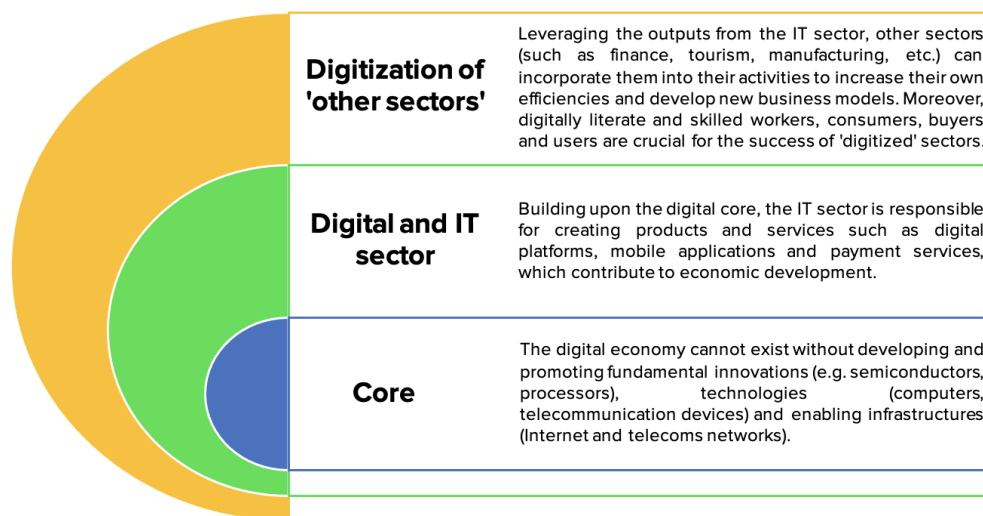 Digitization of
'other sectors'
Leveraging the outputs from the IT sector, other sectors
(such as finance, tourism, manufacturing, etc.) can
incorporate them into their activities to increase their own
efficiencies and develop new business models. Moreover,
digitally literate and skilled workers, consumers, buyers
and users are crucial for the success of 'digitized' sectors.
Digital and IT
sector
Building upon the digital core, the IT sector is responsible
for creating products and services such as digital
platforms, mobile applications and payment services,
which contribute to economic development.
Core
The digital economy cannot exist without developing and
promoting fundamental innovations (e.g. semiconductors,
processors), technologies (computers,
telecommunication devices) and enabling infrastructures
(Internet and telecoms networks).